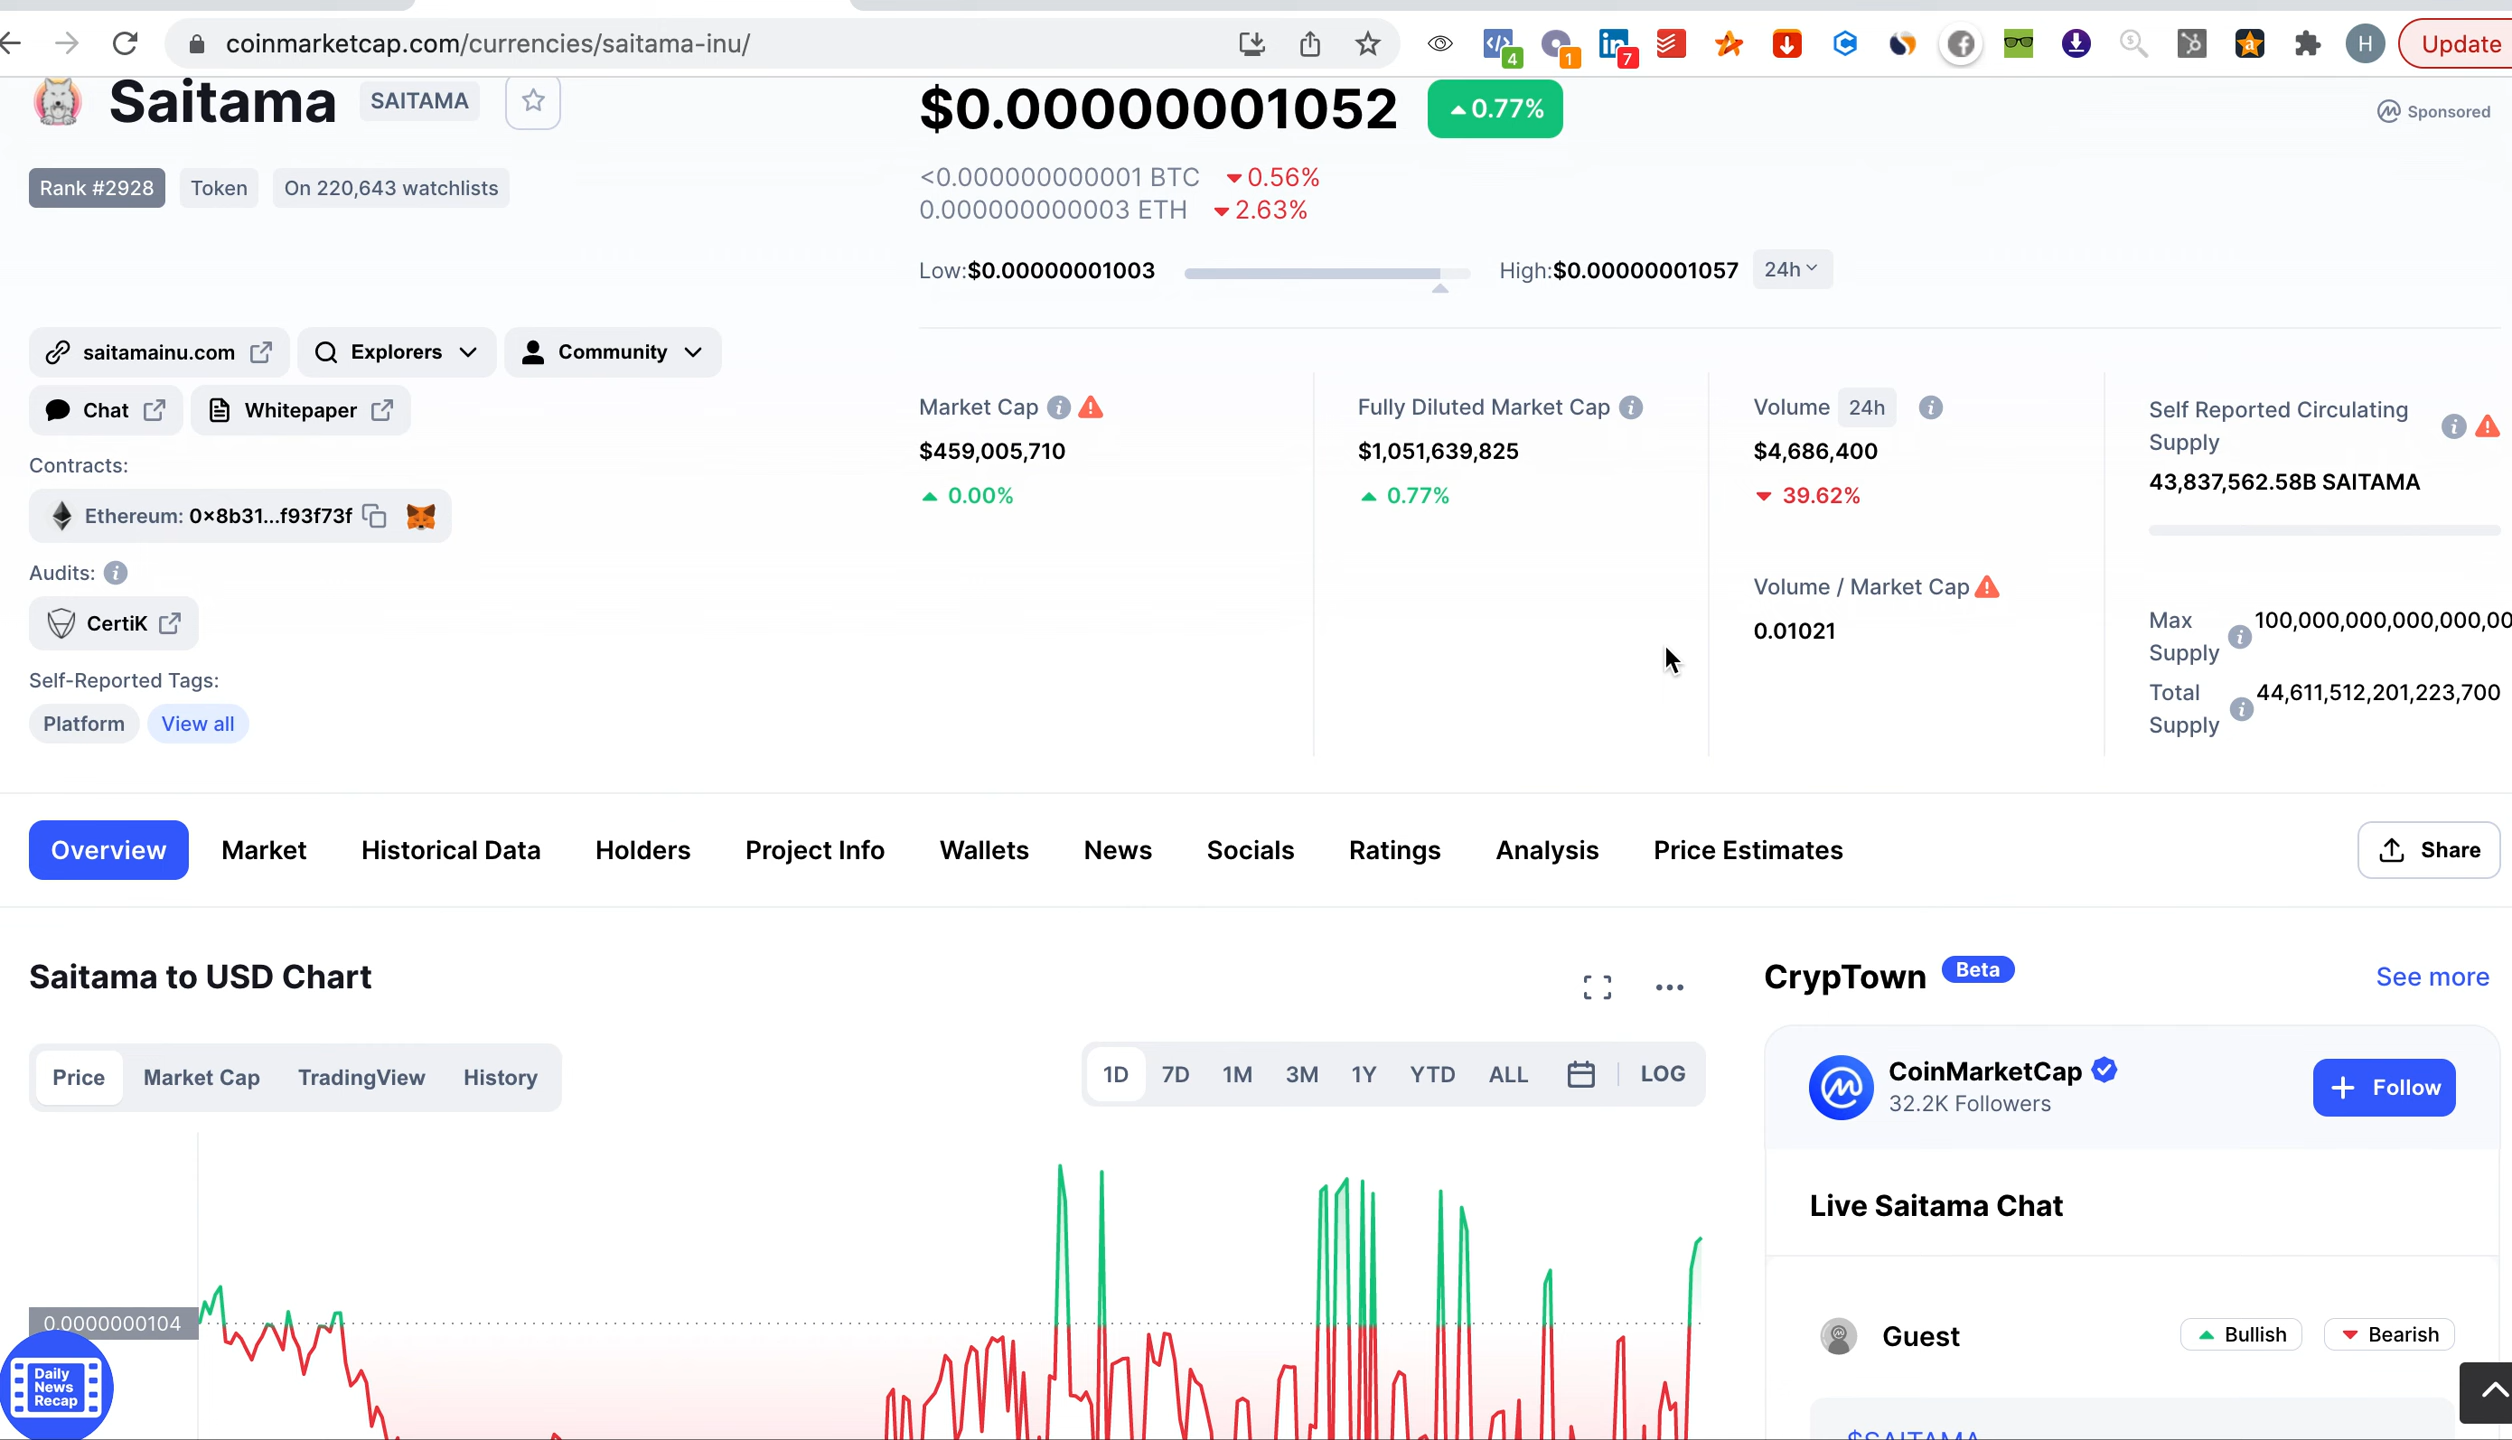 coinmarketcap.com/currencies/saitama-inu/
4
1
in
7
a
H
Update
Saitama
SAITAMA
$0.00000001052
0.77%
Sponsored
Rank #2928
Token
On 220,643 watchlists
<0.000000000001 BTC
0.56%
0.000000000003 ETH
2.63%
Low:$0.00000001003
High:$0.00000001057
24h
saitamainu.com
Explorers
Community
Chat
Whitepaper
Contracts:
Ethereum: 0x8b31...f93f73f
Audits:
CertiK
Self-Reported Tags:
Platform
View all
Market Cap
$459,005,710
0.00%
Fully Diluted Market Cap
$1,051,639,825
0.77%
Volume 24h
$4,686,400
39.62%
Volume / Market Cap
0.01021
Self Reported Circulating
Supply
43,837,562.58B SAITAMA
Max
Supply
100,000,000,000,000,00
Total
Supply
44,611,512,201,223,700
Overview
Market
Historical Data
Holders
Project Info
Wallets
News
Socials
Ratings
Analysis
Price Estimates
Share
Saitama to USD Chart
Price
Market Cap
TradingView
History
1D
7D
1M
3M
1Y
YTD
ALL
LOG
0.0000000104
Daily
News
Recap
CrypTown
Beta
See more
CoinMarketCap
32.2K Followers
+ Follow
Live Saitama Chat
Guest
Bullish
Bearish
$SAITAMA